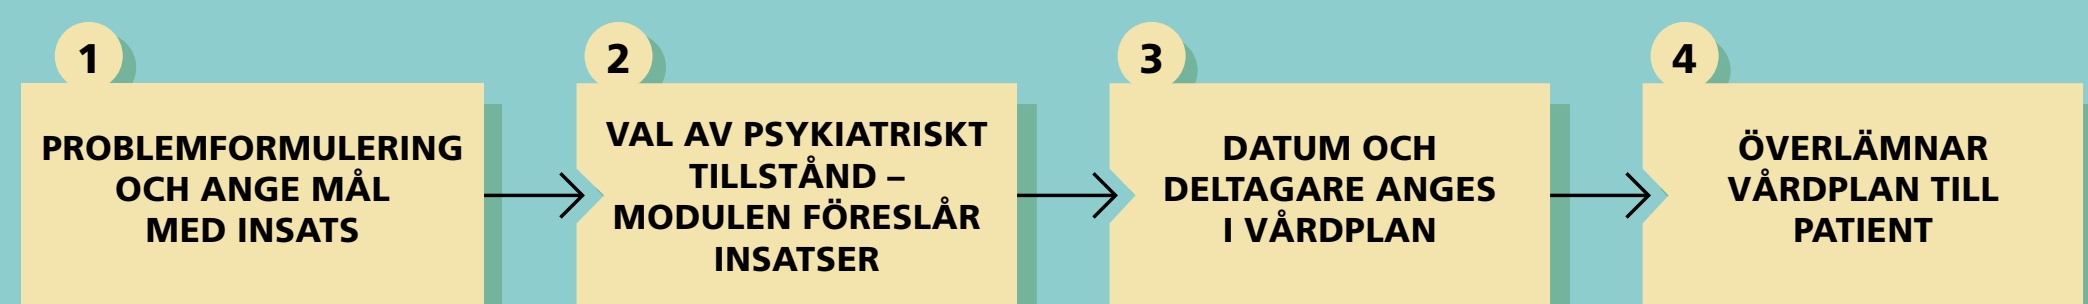 1
PROBLEMFORMULERING
OCH ANGE MÅL
MED INSATS
2
VAL AV PSYKIATRISKT
TILLSTÅND –
MODULEN FÖRESLÅR
INSATSER
3
DATUM OCH
DELTAGARE ANGES
I VÅRDPLAN
4
ÖVERLÄMNAR
VÅRDPLAN TILL
PATIENT